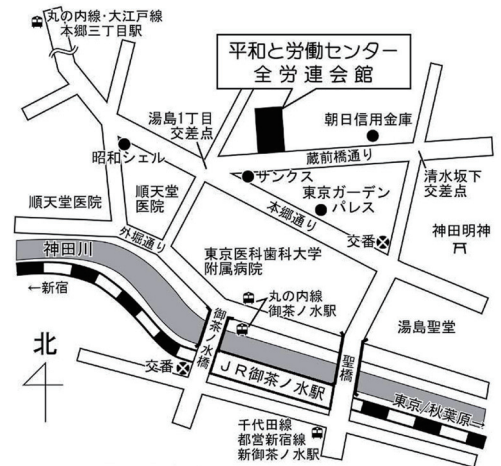 丸の内線・大江戸線
本郷三丁目駅
平和と労働センター
全労連会館
湯島1丁目
交差点
朝日信用金庫
昭和シェル
蔵前橋通り
サンクス
清水坂下
交差点
順天堂医院
順天堂
医院
東京ガーデン
パレス
本郷通り
外堀通り
交番
神田明神
神田川
東京医科歯科大学
附属病院
←新宿
丸の内線
御茶ノ水駅
御茶ノ水橋
湯島聖堂
北
聖橋
交番
JR御茶ノ水駅
東京/秋葉原→
千代田線
都営新宿線
新御茶ノ水駅